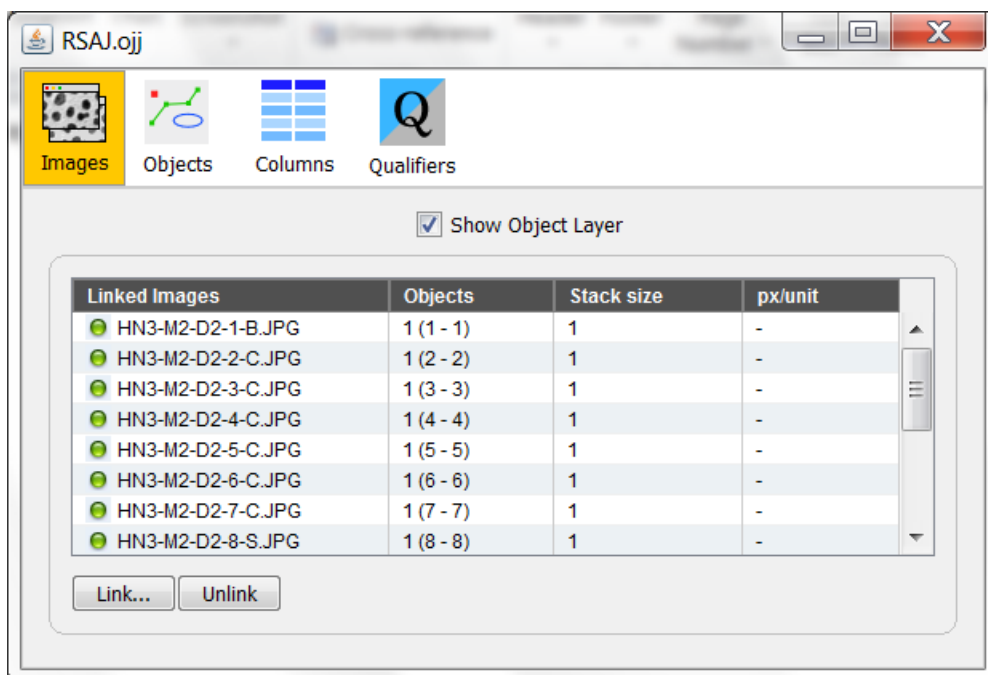 RSAJ.ojj
Images Objects Columns Qualifiers
Q
Show Object Layer
Linked Images Objects Stack size px/unit
HN3-M2-D2-1-B.JPG 1 (1 - 1) 1 -
HN3-M2-D2-2-C.JPG 1 (2 - 2) 1 -
HN3-M2-D2-3-C.JPG 1 (3 - 3) 1 -
HN3-M2-D2-4-C.JPG 1 (4 - 4) 1 -
HN3-M2-D2-5-C.JPG 1 (5 - 5) 1 -
HN3-M2-D2-6-C.JPG 1 (6 - 6) 1 -
HN3-M2-D2-7-C.JPG 1 (7 - 7) 1 -
HN3-M2-D2-8-S.JPG 1 (8 - 8) 1 -
Link... Unlink